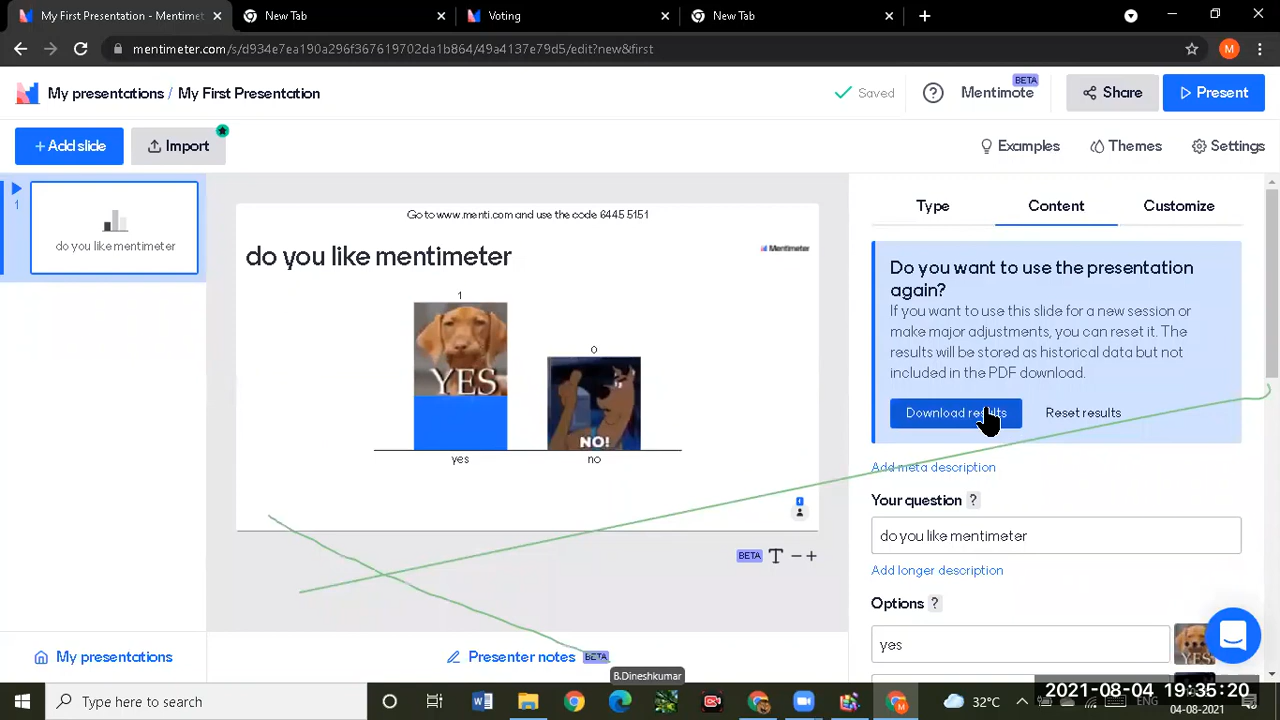 My First Presentation - Mentimet
New Tab
Voting
New Tab
mentimeter.com/s/d934e7ea190a296f367619702da1b864/49a4137e79d5/edit?new&first
M
My presentations / My First Presentation
Saved
?
Mentimote
BETA
Share
Present
+ Add slide
Import
Examples
Themes
Settings
1
do you like mentimeter
Go to www.menti.com and use the code 6445 5151
do you like mentimeter
Mentimeter
1
YES
0
NO!
yes
no
BETA
T
My presentations
Presenter notes
BETA
B.Dineshkumar
Type
Content
Customize
Do you want to use the presentation
again?
If you want to use this slide for a new session or
make major adjustments, you can reset it. The
results will be stored as historical data but not
included in the PDF download.
Download results
Reset results
Add meta description
Your question ?
do you like mentimeter
Add longer description
Options ?
yes
YES
Type here to search
32°C
ENG
2021-08-04 19:35:20
04-08-2021